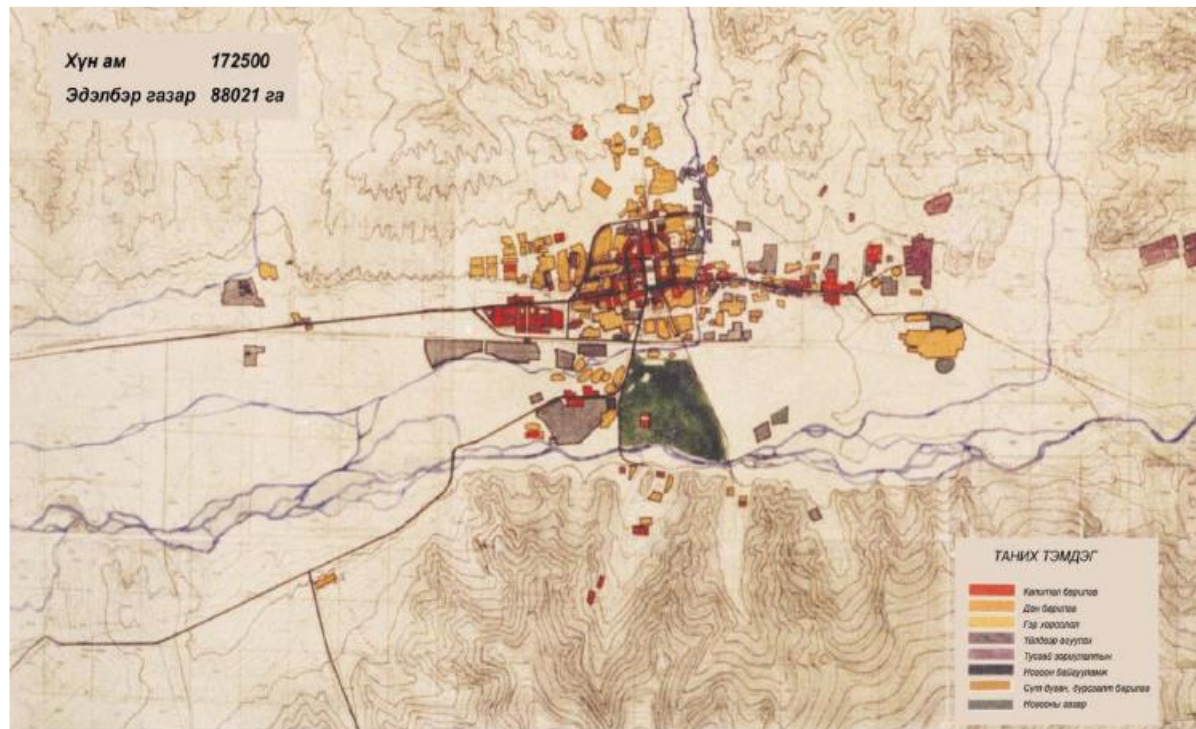 Хүн ам 172500
Эдэлбэр газар 88021 га
ТАНИХ ТЭМДЭГ
Капитал барилга
Дан барилга
Гэр хороолол
Үйлдвэр агуулах
Тусгай зориулалтын
Ногоон байгууламж
Сүм дуган, дурсгалт барилга
Ногооны газар